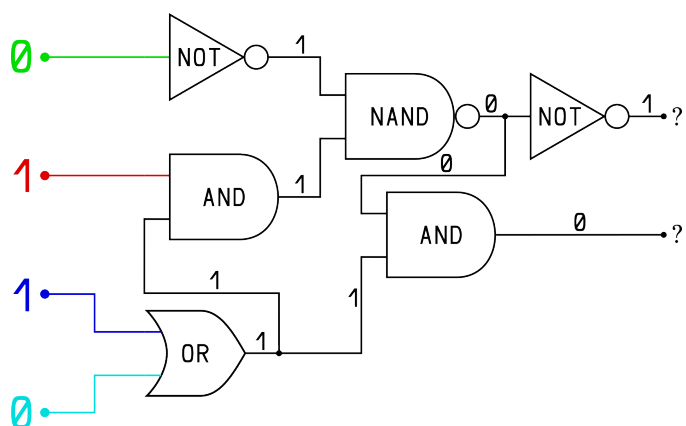 0 NOT 1
NAND 0 NOT 1 ?
1 AND 1 0
AND 0 ?
1 1 1
OR 1
0